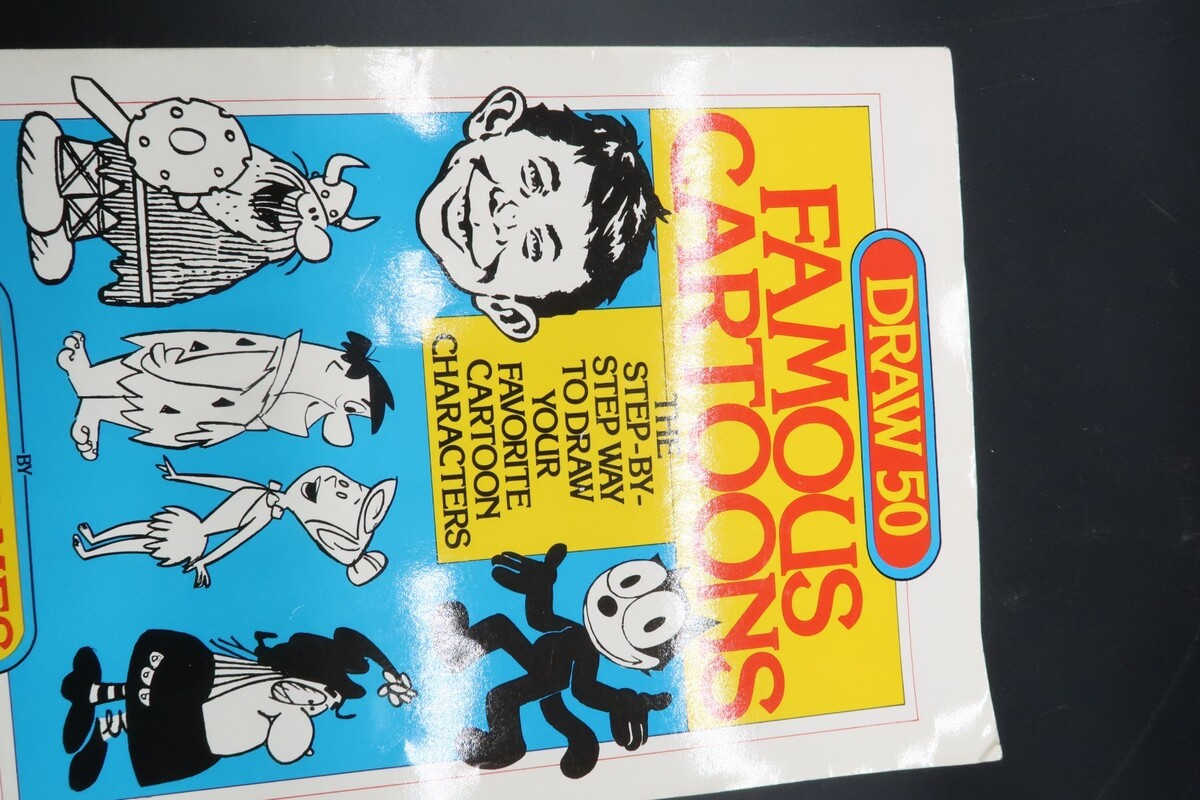 DRAW 50
FAMOUS
CARTOONS
THE
STEP-BY-
STEP WAY
TO DRAW
YOUR
FAVORITE
CARTOON
CHARACTERS
BY